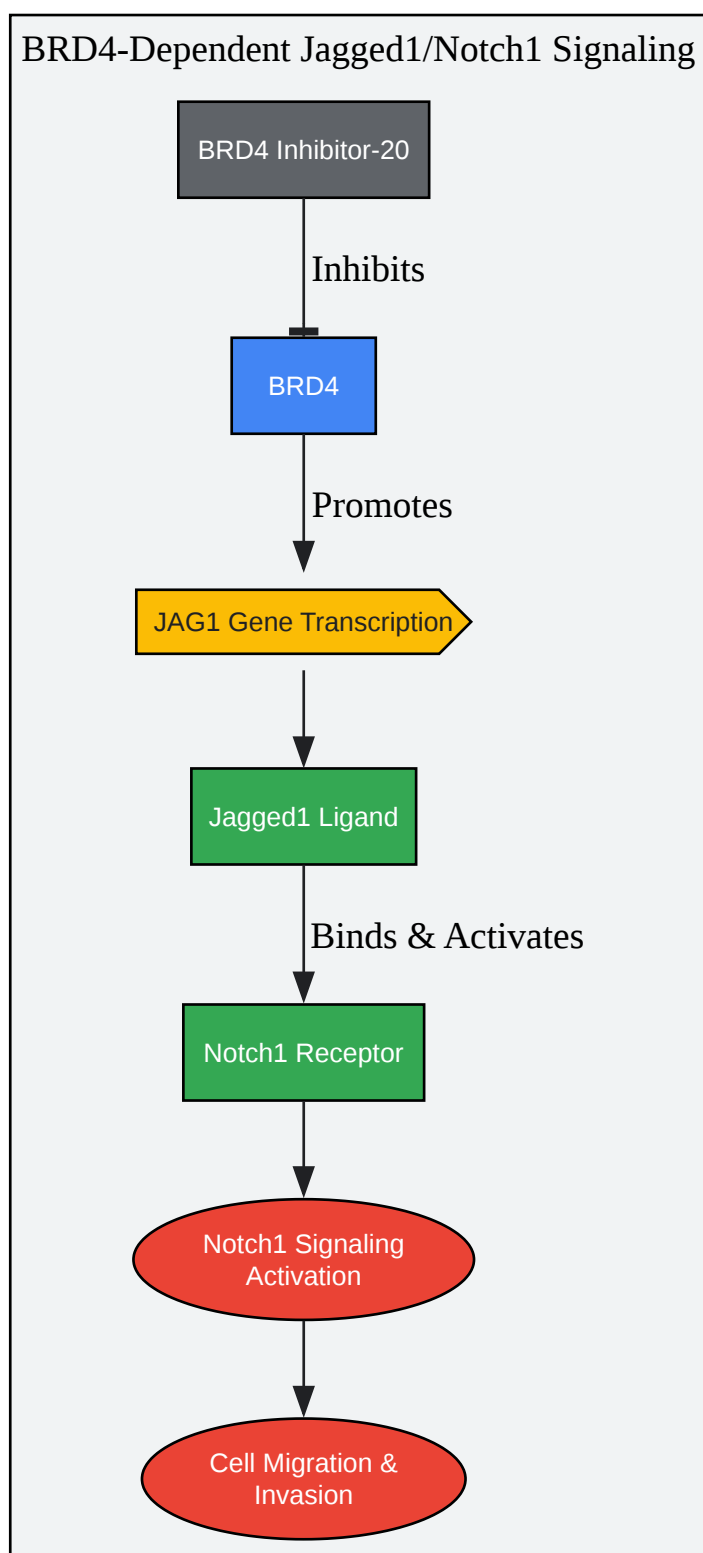 BRD4-Dependent Jagged1/Notch1 Signaling
BRD4 Inhibitor-20
Inhibits
BRD4
Promotes
JAG1 Gene Transcription
Jagged1 Ligand
Binds & Activates
Notch1 Receptor
Notch1 Signaling
Activation
Cell Migration &
Invasion